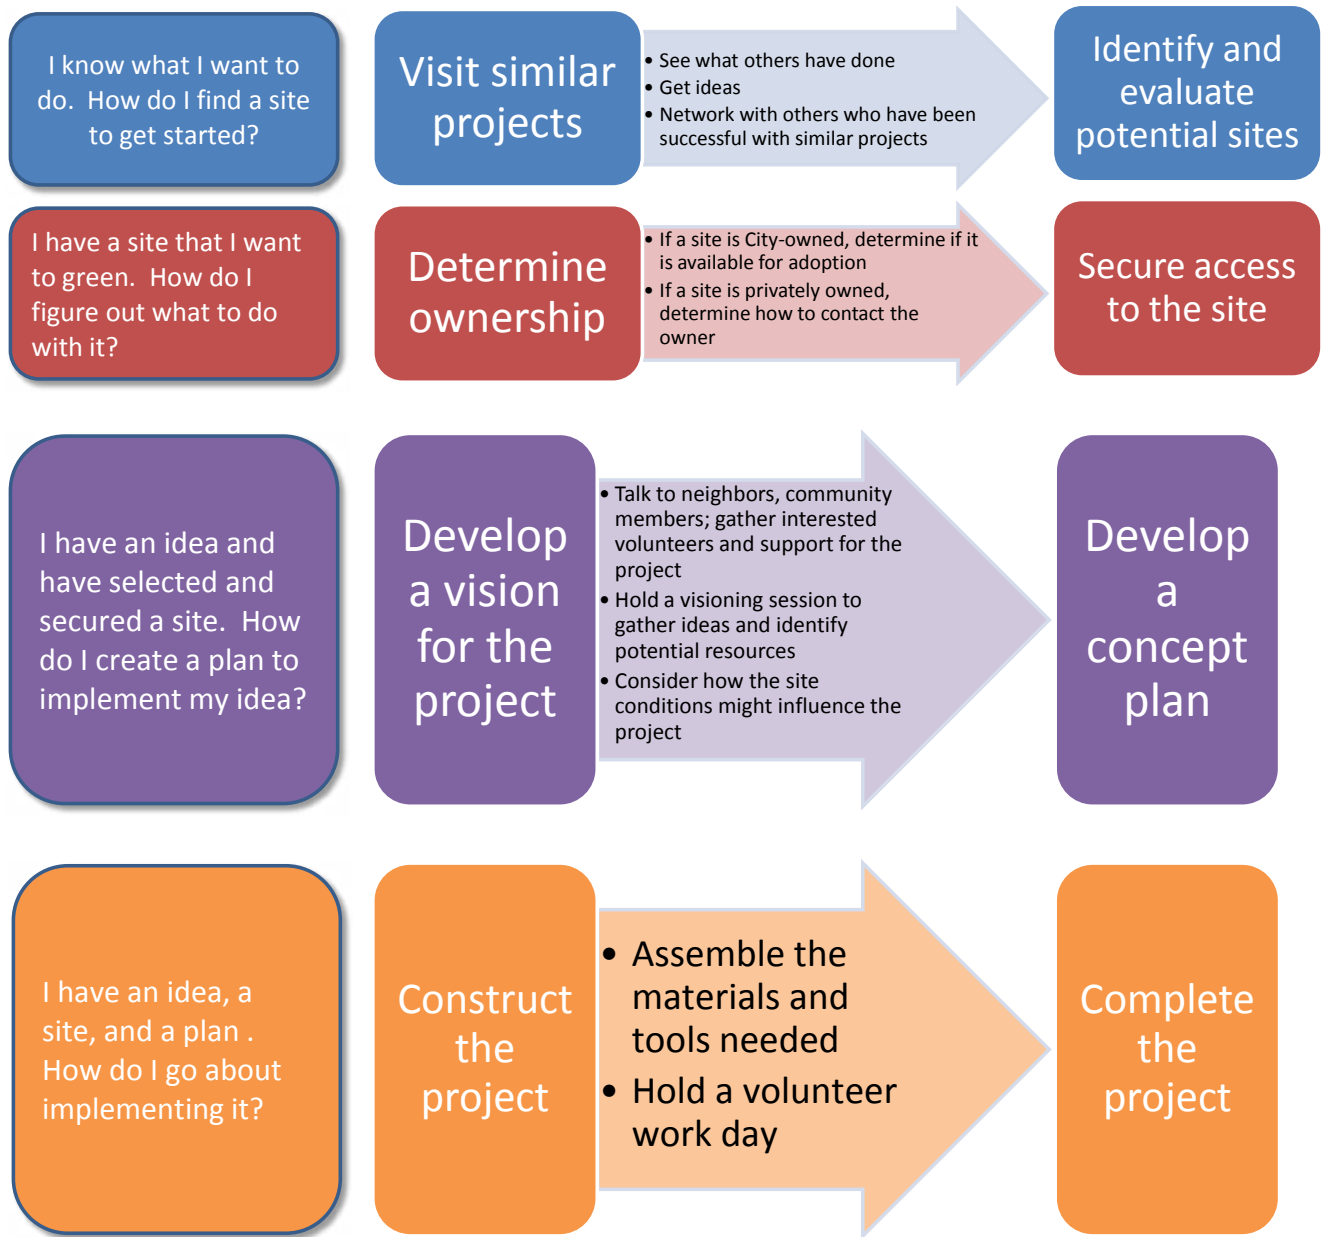 I know what I want to
do.  How do I find a site
to get started?
Visit similar
projects
• See what others have done
• Get ideas
• Network with others who have been
successful with similar projects
Identify and
evaluate
potential sites
I have a site that I want
to green.  How do I
figure out what to do
with it?
Determine
ownership
• If a site is City-owned, determine if it
is available for adoption
• If a site is privately owned,
determine how to contact the
owner
Secure access
to the site
I have an idea and
have selected and
secured a site.  How
do I create a plan to
implement my idea?
Develop
a vision
for the
project
• Talk to neighbors, community
members; gather interested
volunteers and support for the
project
• Hold a visioning session to
gather ideas and identify
potential resources
• Consider how the site
conditions might influence the
project
Develop
a
concept
plan
I have an idea, a
site, and a plan .
How do I go about
implementing it?
Construct
the
project
• Assemble the
materials and
tools needed
• Hold a volunteer
work day
Complete
the
project